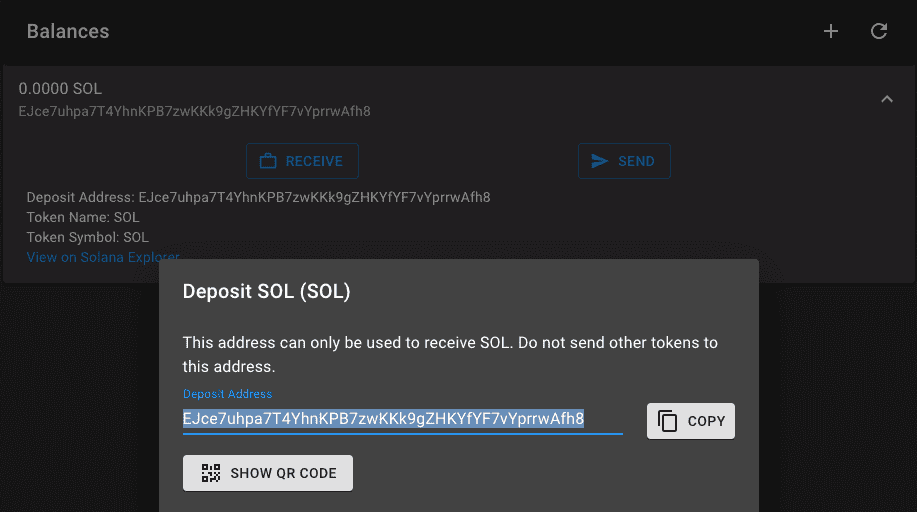 Balances
0.0000 SOL
EJce7uhpa7T4YhnKPB7zwKKk9gZHKYfYF7vYprrwAfh8
RECEIVE
SEND
Deposit Address: EJce7uhpa7T4YhnKPB7zwKKk9gZHKYfYF7vYprrwAfh8
Token Name: SOL
Token Symbol: SOL
View on Solana Explorer
Deposit SOL (SOL)
This address can only be used to receive SOL. Do not send other tokens to
this address.
Deposit Address
EJce7uhpa7T4YhnKPB7zwKKk9gZHKYfYF7vYprrwAfh8
COPY
SHOW QR CODE